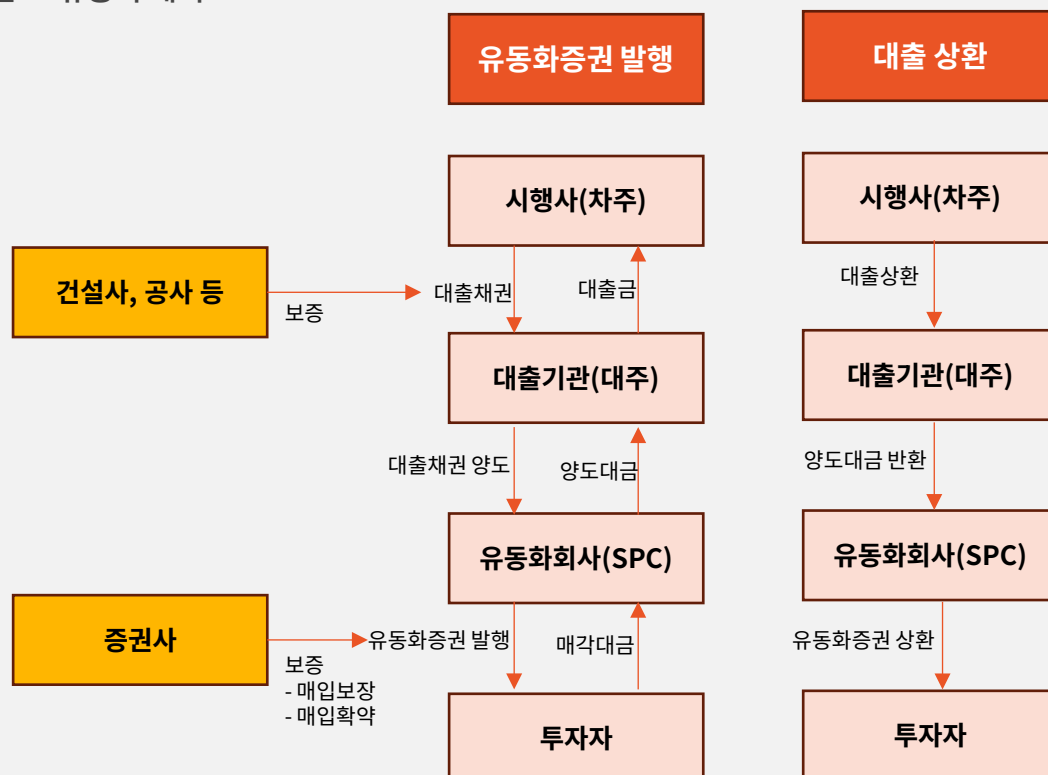 유동화증권 발행
대출 상환
시행사(차주)
시행사(차주)
건설사, 공사 등
보증
대출채권
대출금
대출상환
대출기관(대주)
대출기관(대주)
대출채권 양도
양도대금
양도대금 반환
유동화회사(SPC)
유동화회사(SPC)
증권사
보증
- 매입보장
- 매입확약
유동화증권 발행
매각대금
유동화증권 상환
투자자
투자자